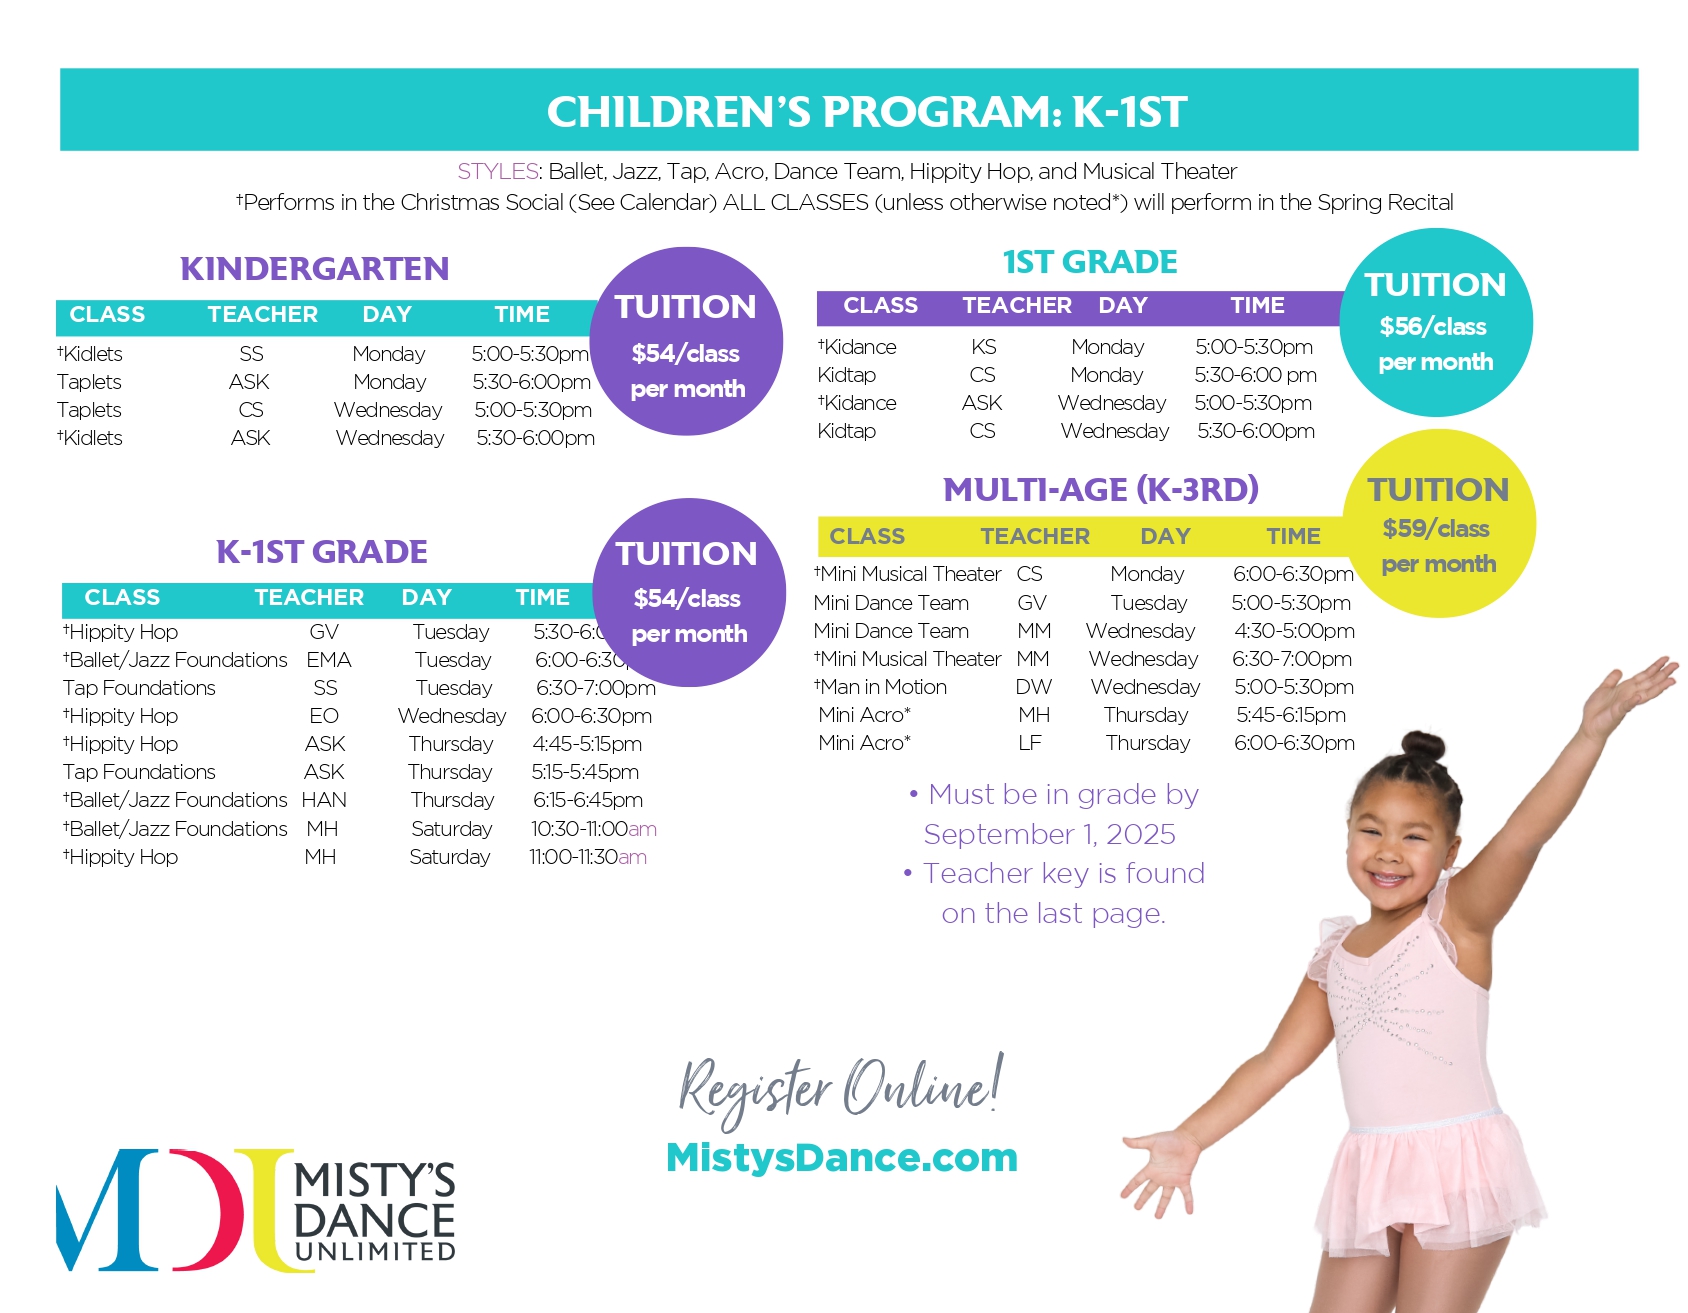 CHILDREN'S PROGRAM: K-1ST
STYLES: Ballet, Jazz, Tap, Acro, Dance Team, Hippity Hop, and Musical Theater
†Performs in the Christmas Social (See Calendar) ALL CLASSES (unless otherwise noted*) will perform in the Spring Recital
KINDERGARTEN
CLASS TEACHER DAY TIME
†Kidlets SS Monday 5:00-5:30pm
Taplets ASK Monday 5:30-6:00pm
Taplets CS Wednesday 5:00-5:30pm
†Kidlets ASK Wednesday 5:30-6:00pm
TUITION
$54/class
per month
K-1ST GRADE
CLASS TEACHER DAY TIME
†Hippity Hop GV Tuesday 5:30-6:0
†Ballet/Jazz Foundations EMA Tuesday 6:00-6:30
Tap Foundations SS Tuesday 6:30-7:00pm
†Hippity Hop EO Wednesday 6:00-6:30pm
†Hippity Hop ASK Thursday 4:45-5:15pm
Tap Foundations ASK Thursday 5:15-5:45pm
†Ballet/Jazz Foundations HAN Thursday 6:15-6:45pm
†Ballet/Jazz Foundations MH Saturday 10:30-11:00am
†Hippity Hop MH Saturday 11:00-11:30am
TUITION
$54/class
per month
1ST GRADE
CLASS TEACHER DAY TIME
†Kidance KS Monday 5:00-5:30pm
Kidtap CS Monday 5:30-6:00 pm
†Kidance ASK Wednesday 5:00-5:30pm
Kidtap CS Wednesday 5:30-6:00pm
TUITION
$56/class
per month
MULTI-AGE (K-3RD)
CLASS TEACHER DAY TIME
†Mini Musical Theater CS Monday 6:00-6:30pm
Mini Dance Team GV Tuesday 5:00-5:30pm
Mini Dance Team MM Wednesday 4:30-5:00pm
†Mini Musical Theater MM Wednesday 6:30-7:00pm
†Man in Motion DW Wednesday 5:00-5:30pm
Mini Acro* MH Thursday 5:45-6:15pm
Mini Acro* LF Thursday 6:00-6:30pm
TUITION
$59/class
per month
• Must be in grade by
September 1, 2025
• Teacher key is found
on the last page.
Register Online!
MistysDance.com
MDU
MISTY'S
DANCE
UNLIMITED